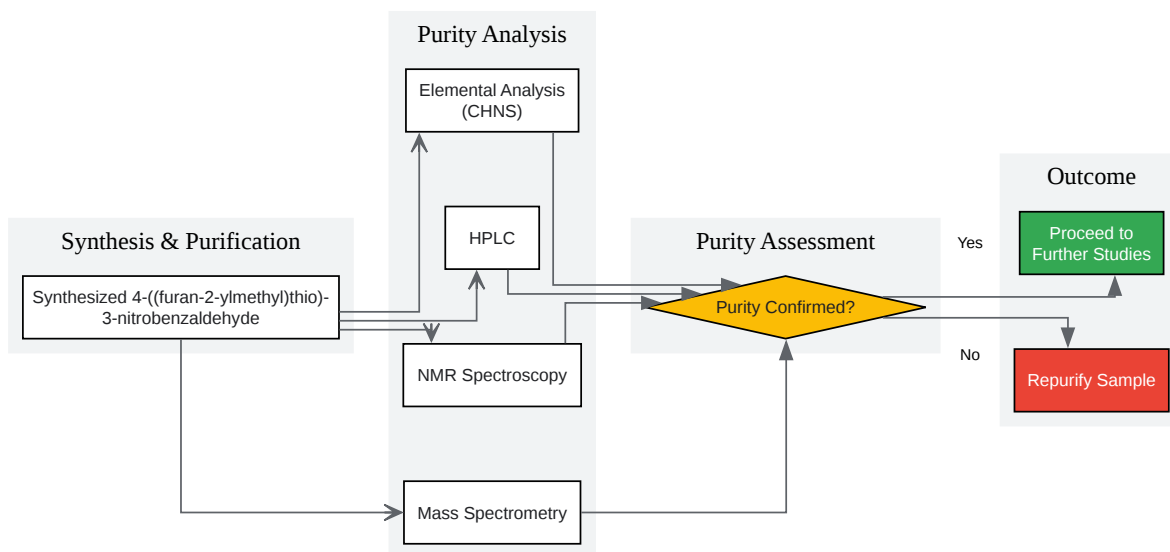 Synthesis & Purification
Synthesized 4-((furan-2-ylmethyl)thio)-
3-nitrobenzaldehyde
Purity Analysis
Elemental Analysis
(CHNS)
HPLC
NMR Spectroscopy
Mass Spectrometry
Purity Assessment
Purity Confirmed?
Yes
No
Outcome
Proceed to
Further Studies
Repurify Sample